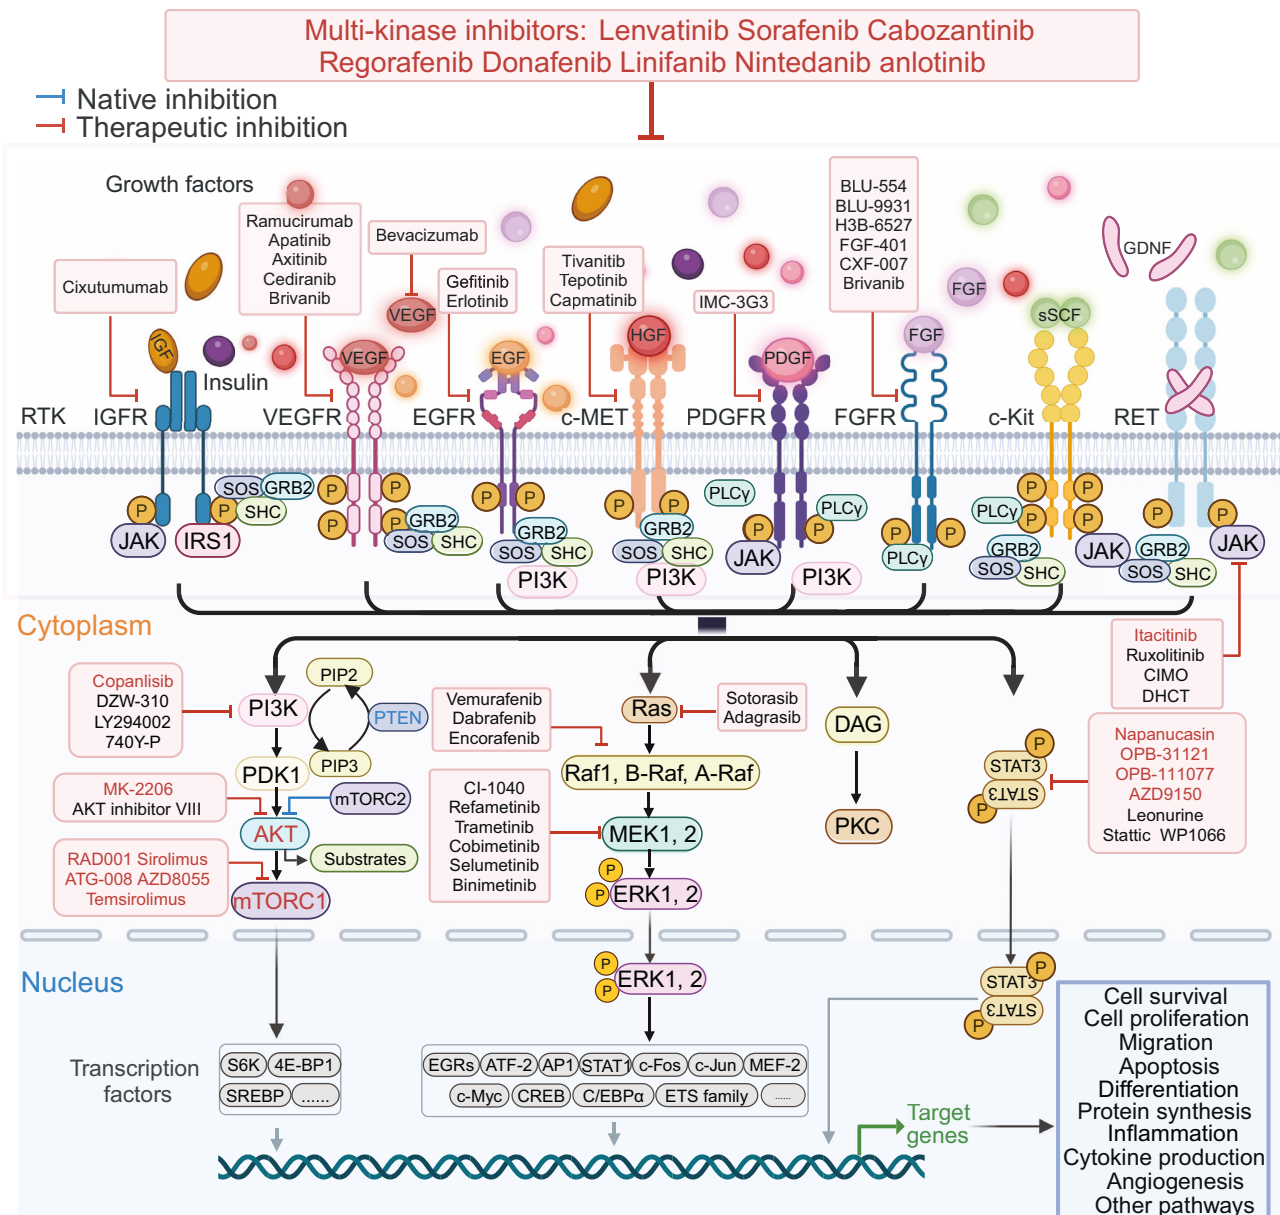 Multi-kinase inhibitors: Lenvatinib Sorafenib Cabozantinib
Regorafenib Donafenib Linifanib Nintedanib anlotinib
Native inhibition
Therapeutic inhibition
Growth factors
Cixutumumab
Ramucirumab
Apatinib
Axitinib
Cediranib
Brivanib
Bevacizumab
Gefitinib
Erlotinib
Tivanitib
Tepotinib
Capmatinib
IMC-3G3
BLU-554
BLU-9931
H3B-6527
FGF-401
CXF-007
Brivanib
GDNF
VEGF
FGF
IGF
Insulin
VEGF
EGF
HGF
PDGF
FGF
sSCF
RTK
IGFR
VEGFR
EGFR
c-MET
PDGFR
FGFR
c-Kit
RET
P
JAK
IRS1
P
SOS
GRB2
SHC
P
P
P
P
GRB2
SOS
SHC
P
P
GRB2
SOS
SHC
PI3K
P
P
GRB2
SOS
SHC
PI3K
PLCγ
P
JAK
PLCγ
P
PI3K
P
P
PLCγ
PLCγ
P
P
P
P
GRB2
SOS
SHC
JAK
P
P
GRB2
SOS
SHC
JAK
Cytoplasm
Copanlisib
DZW-310
LY294002
740Y-P
PI3K
PIP2
PTEN
PIP3
PDK1
MK-2206
AKT inhibitor VIII
mTORC2
AKT
Substrates
RAD001 Sirolimus
ATG-008 AZD8055
Temsirolimus
mTORC1
Vemurafenib
Dabrafenib
Encorafenib
Ras
Sotorasib
Adagrasib
Raf1, B-Raf, A-Raf
CI-1040
Refametinib
Trametinib
Cobimetinib
Selumetinib
Binimetinib
MEK1, 2
P
P
ERK1, 2
DAG
PKC
Itacitinib
Ruxolitinib
CIMO
DHCT
P
STAT3
STAT3
P
Napanucasin
OPB-31121
OPB-111077
AZD9150
Leonurine
Stattic WP1066
Nucleus
P
P
ERK1, 2
P
STAT3
STAT3
P
Transcription
factors
S6K
4E-BP1
SREBP
......
EGRs
ATF-2
AP1
STAT1
c-Fos
c-Jun
MEF-2
c-Myc
CREB
C/EBPα
ETS family
......
Target
genes
Cell survival
Cell proliferation
Migration
Apoptosis
Differentiation
Protein synthesis
Inflammation
Cytokine production
Angiogenesis
Other pathways